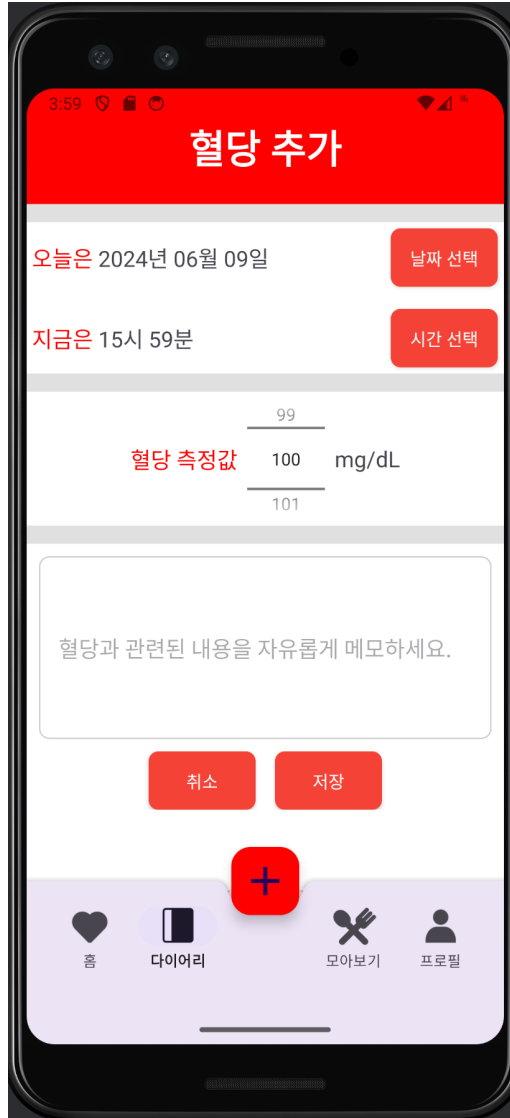 3:59
혈당 추가
오늘은 2024년 06월 09일
날짜 선택
지금은 15시 59분
시간 선택
99
혈당 측정값 100 mg/dL
101
혈당과 관련된 내용을 자유롭게 메모하세요.
취소
저장
홈
다이어리
모아보기
프로필